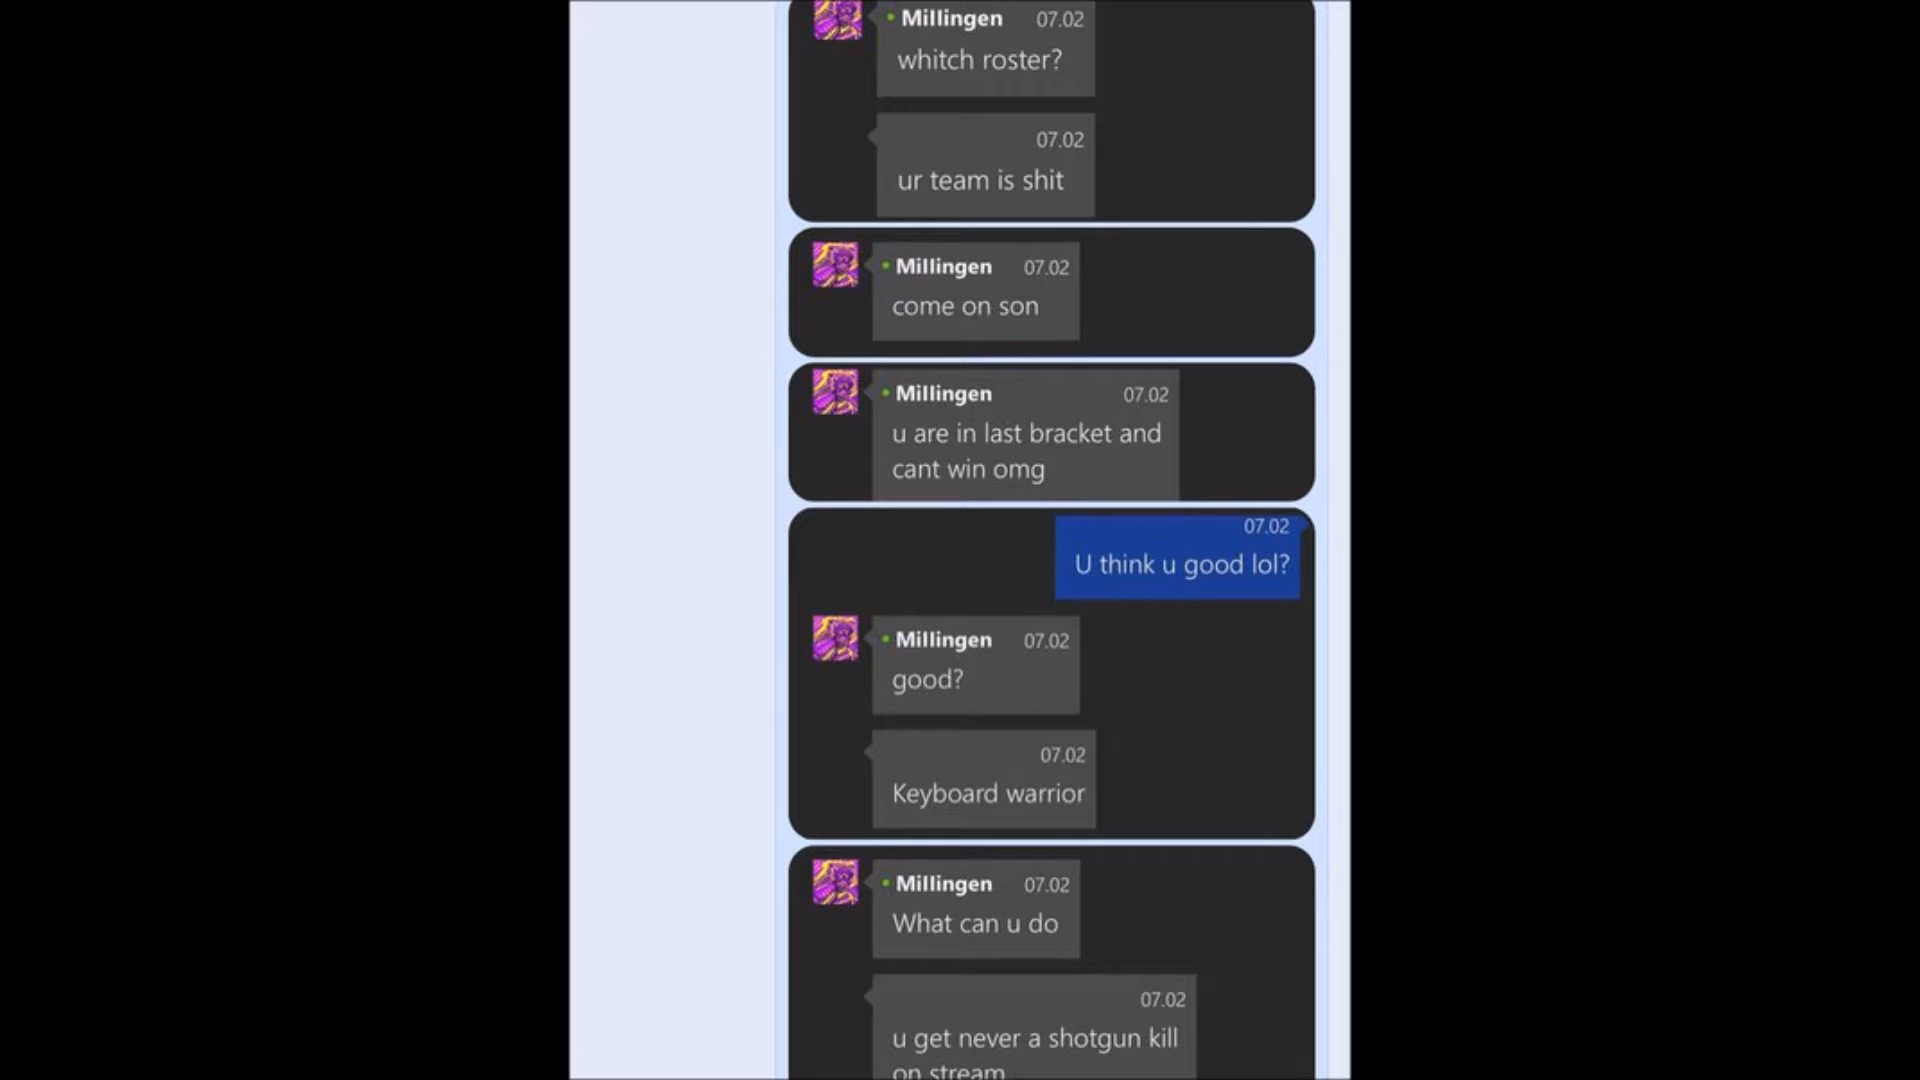 Millingen 07.02
whitch roster?
07.02
ur team is shit
Millingen 07.02
come on son
Millingen 07.02
u are in last bracket and
cant win omg
07.02
U think u good lol?
Millingen 07.02
good?
07.02
Keyboard warrior
Millingen 07.02
What can u do
07.02
u get never a shotgun kill
on stream